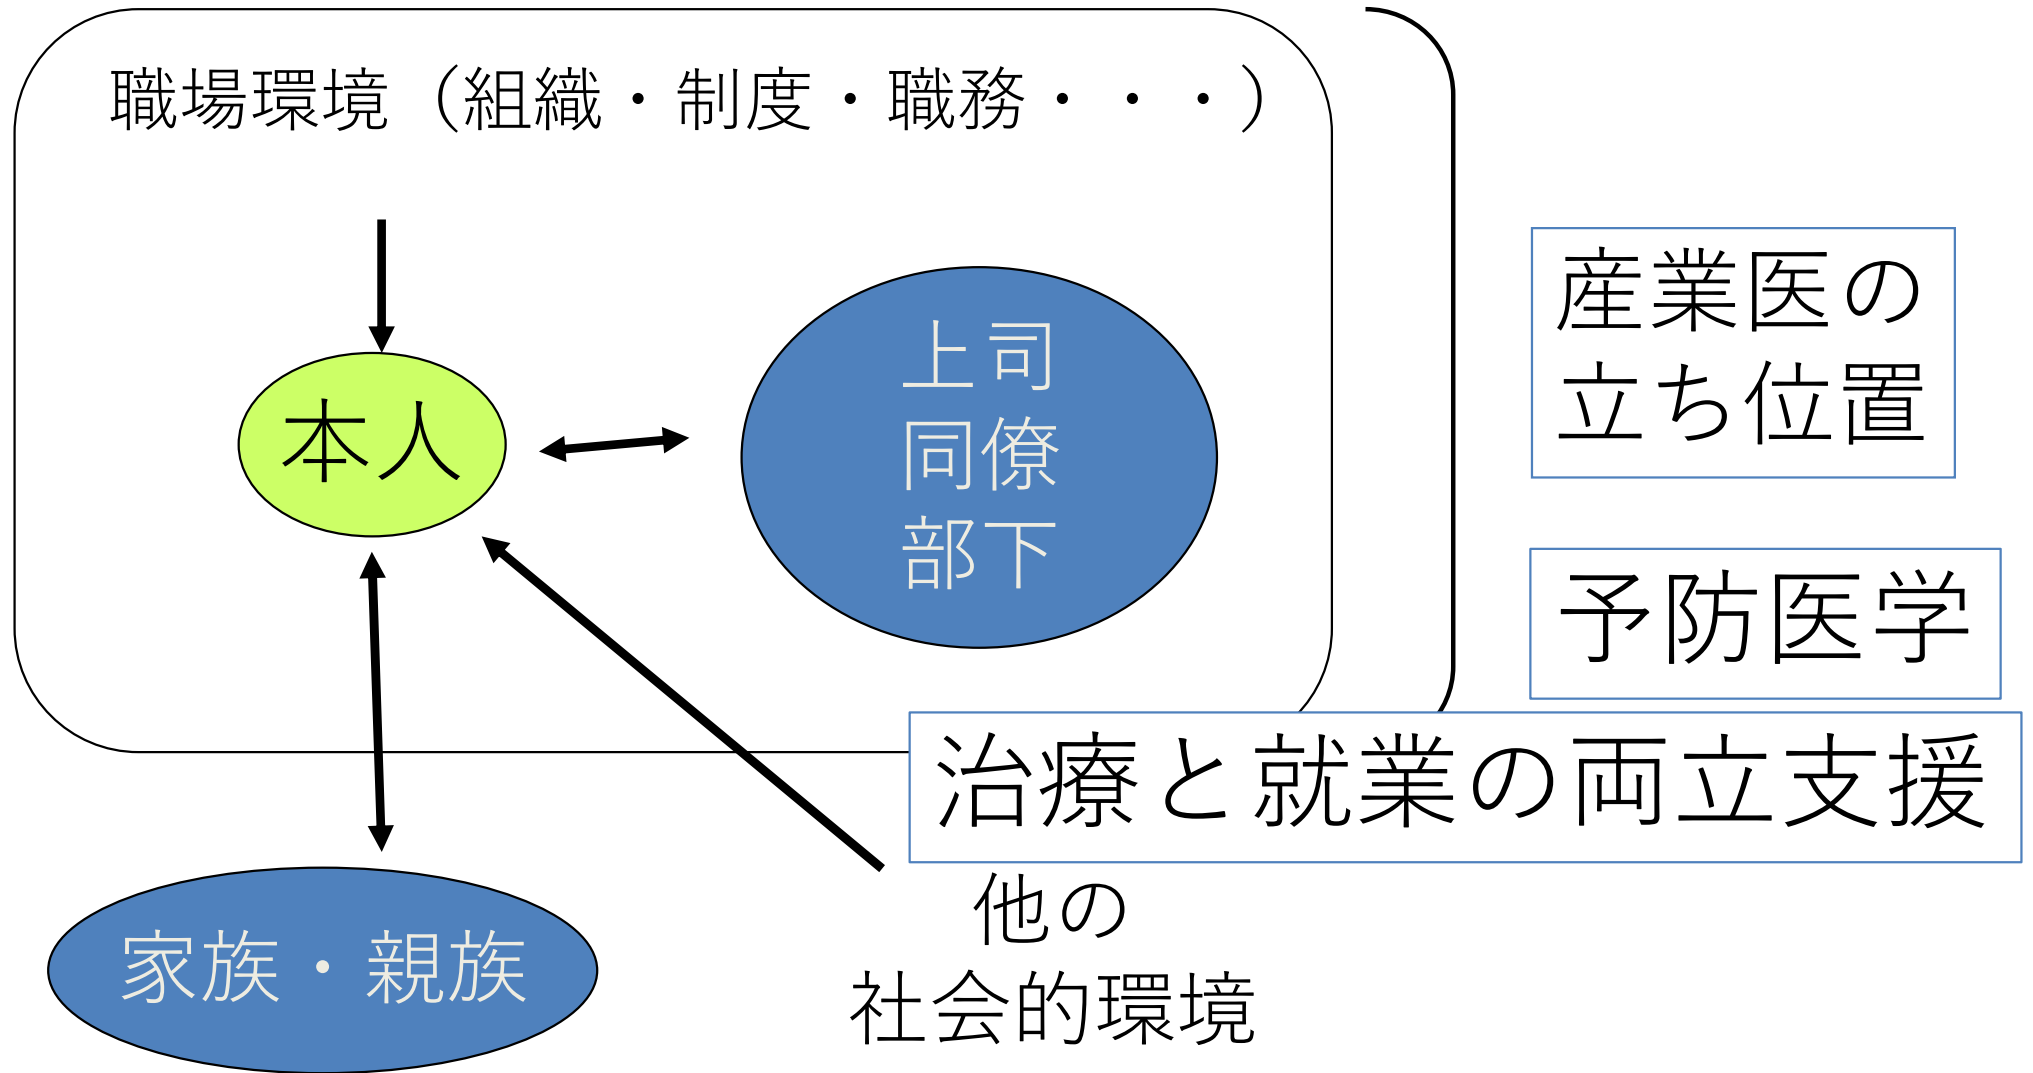 職場環境（組織・制度・職務・・・）
本人
上司
同僚
部下
産業医の
立ち位置
予防医学
治療と就業の両立支援
他の
社会的環境
家族・親族